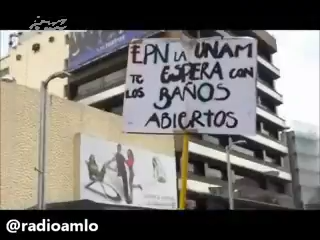 EPN LA UNAM
TE ESPERA CON
LOS BAÑOS
ABIERTOS
@radioamlo